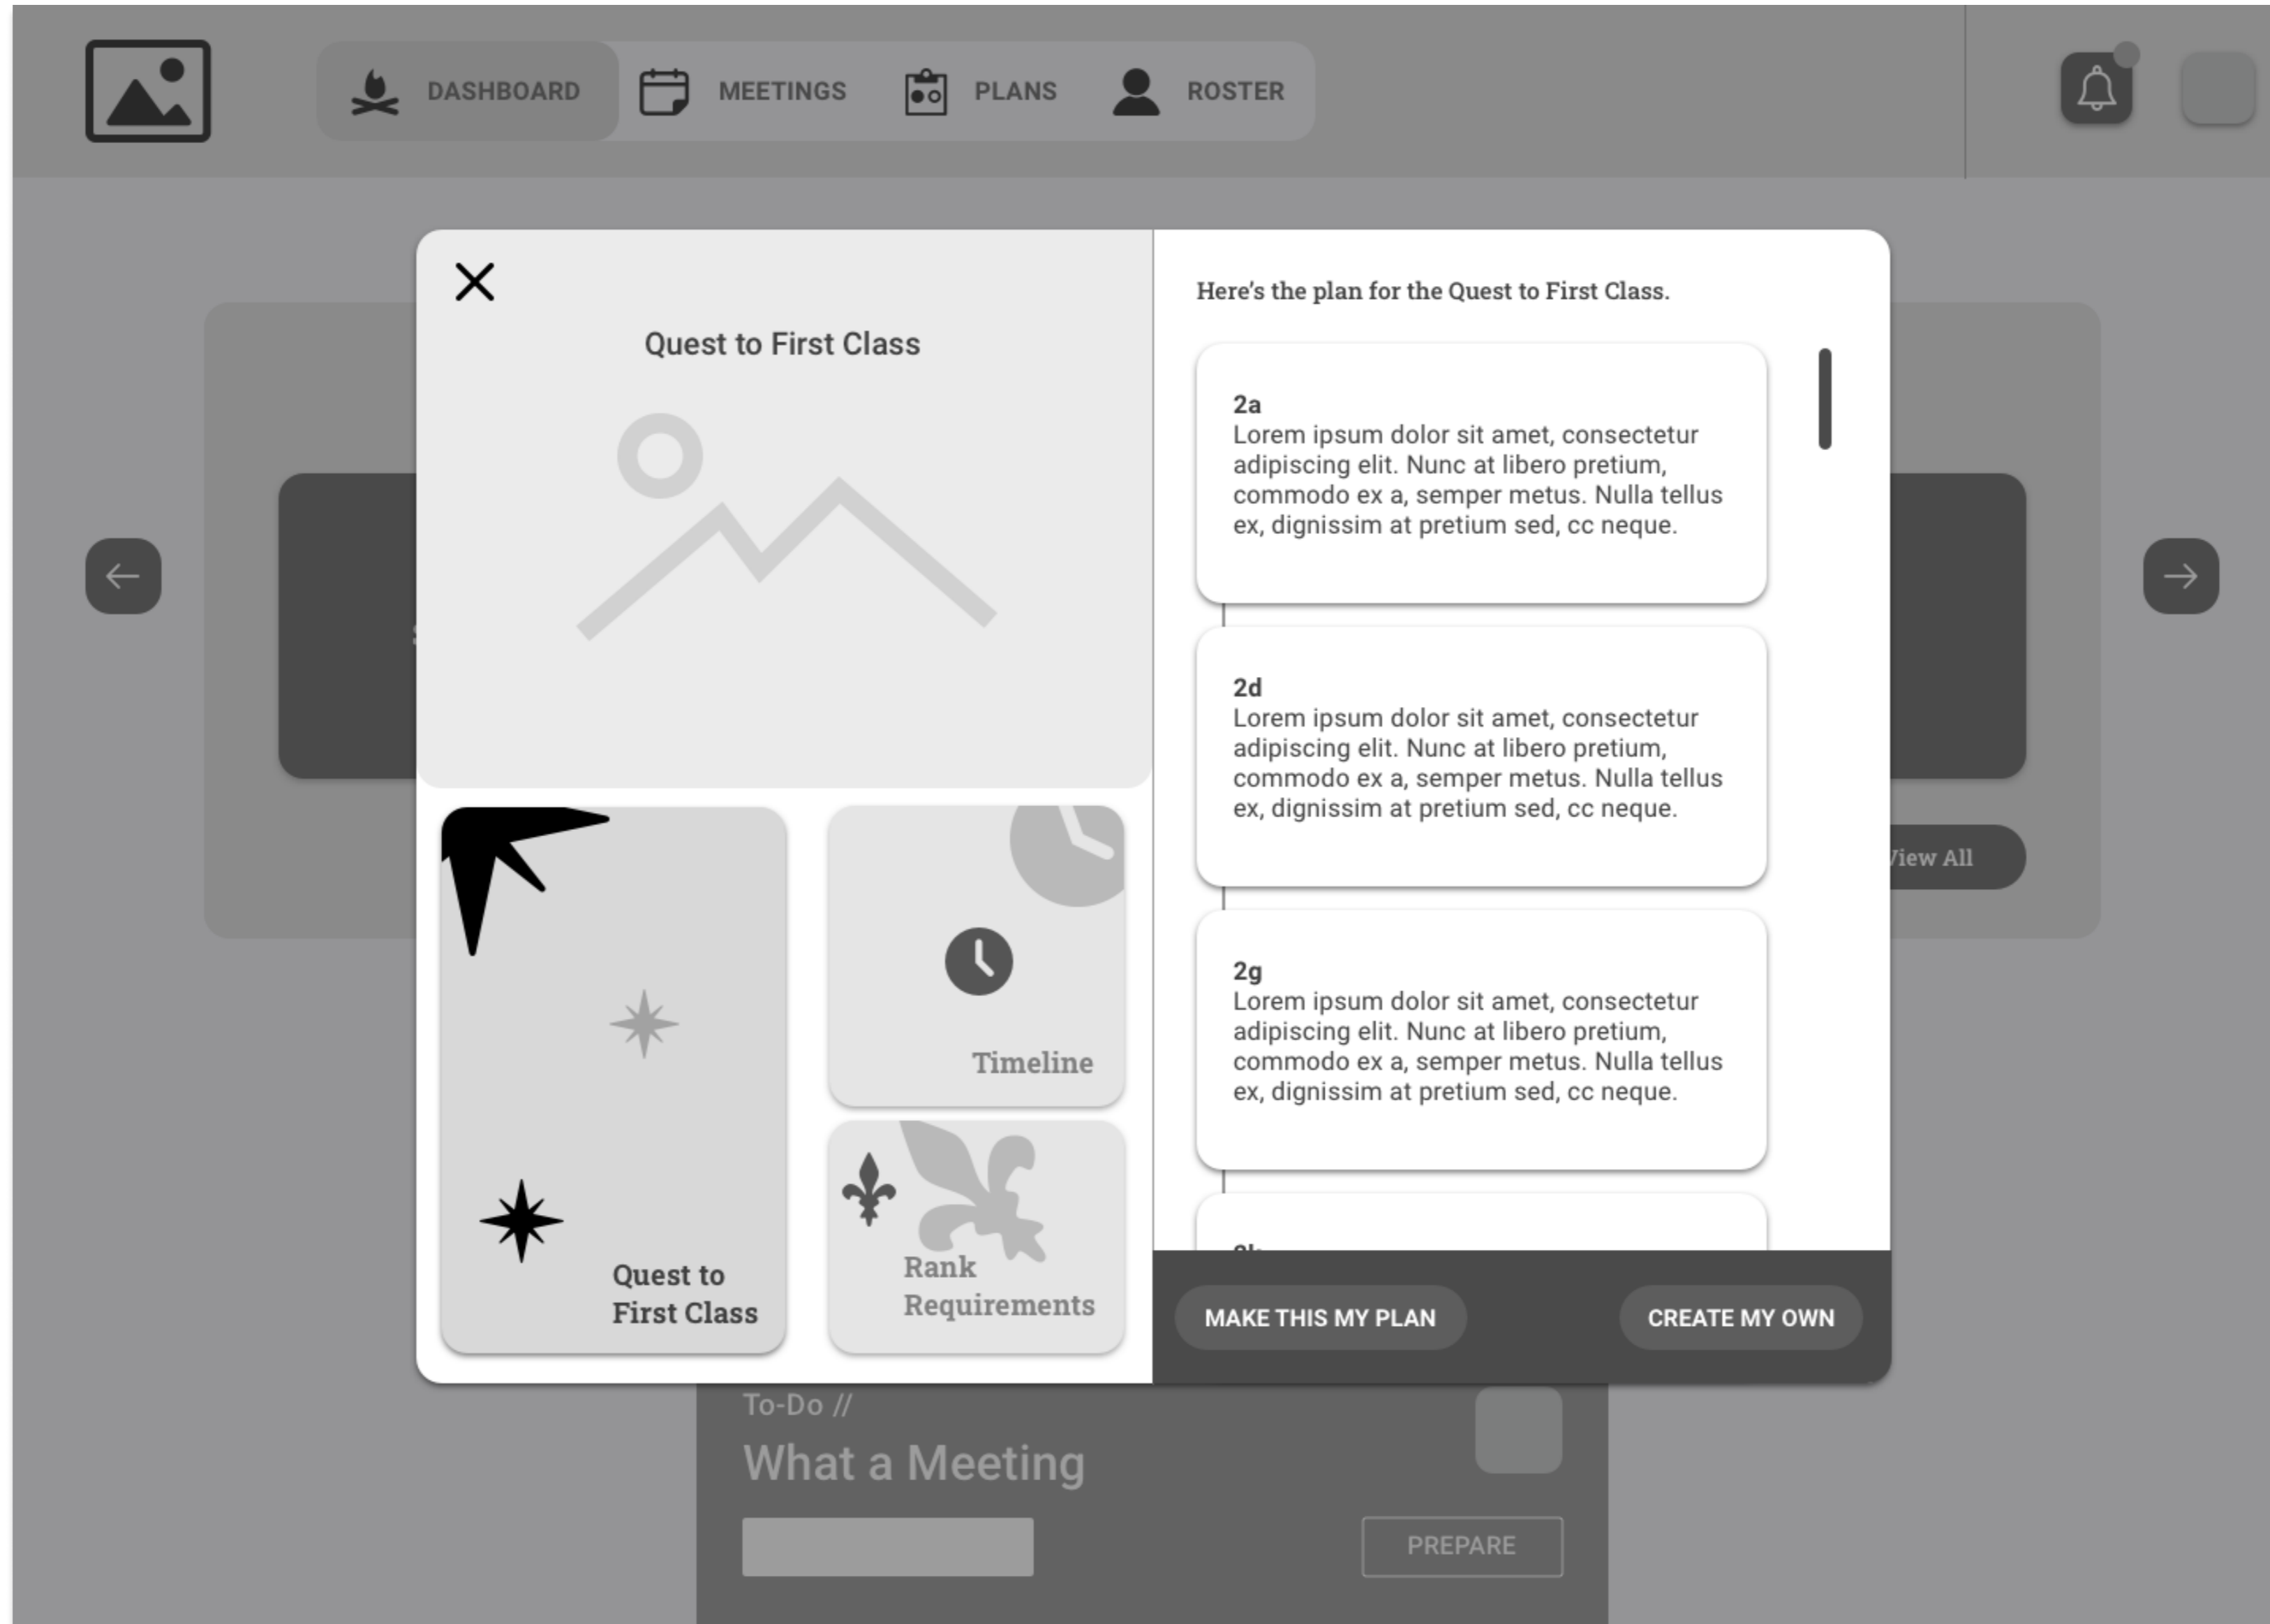 DASHBOARD
MEETINGS
PLANS
ROSTER
Quest to First Class
Here's the plan for the Quest to First Class.
2a
Lorem ipsum dolor sit amet, consectetur
adipiscing elit. Nunc at libero pretium,
commodo ex a, semper metus. Nulla tellus
ex, dignissim at pretium sed, cc neque.
2d
Lorem ipsum dolor sit amet, consectetur
adipiscing elit. Nunc at libero pretium,
commodo ex a, semper metus. Nulla tellus
ex, dignissim at pretium sed, cc neque.
2g
Lorem ipsum dolor sit amet, consectetur
adipiscing elit. Nunc at libero pretium,
commodo ex a, semper metus. Nulla tellus
ex, dignissim at pretium sed, cc neque.
Timeline
Quest to
First Class
Rank
Requirements
MAKE THIS MY PLAN
CREATE MY OWN
View All
To-Do //
What a Meeting
PREPARE